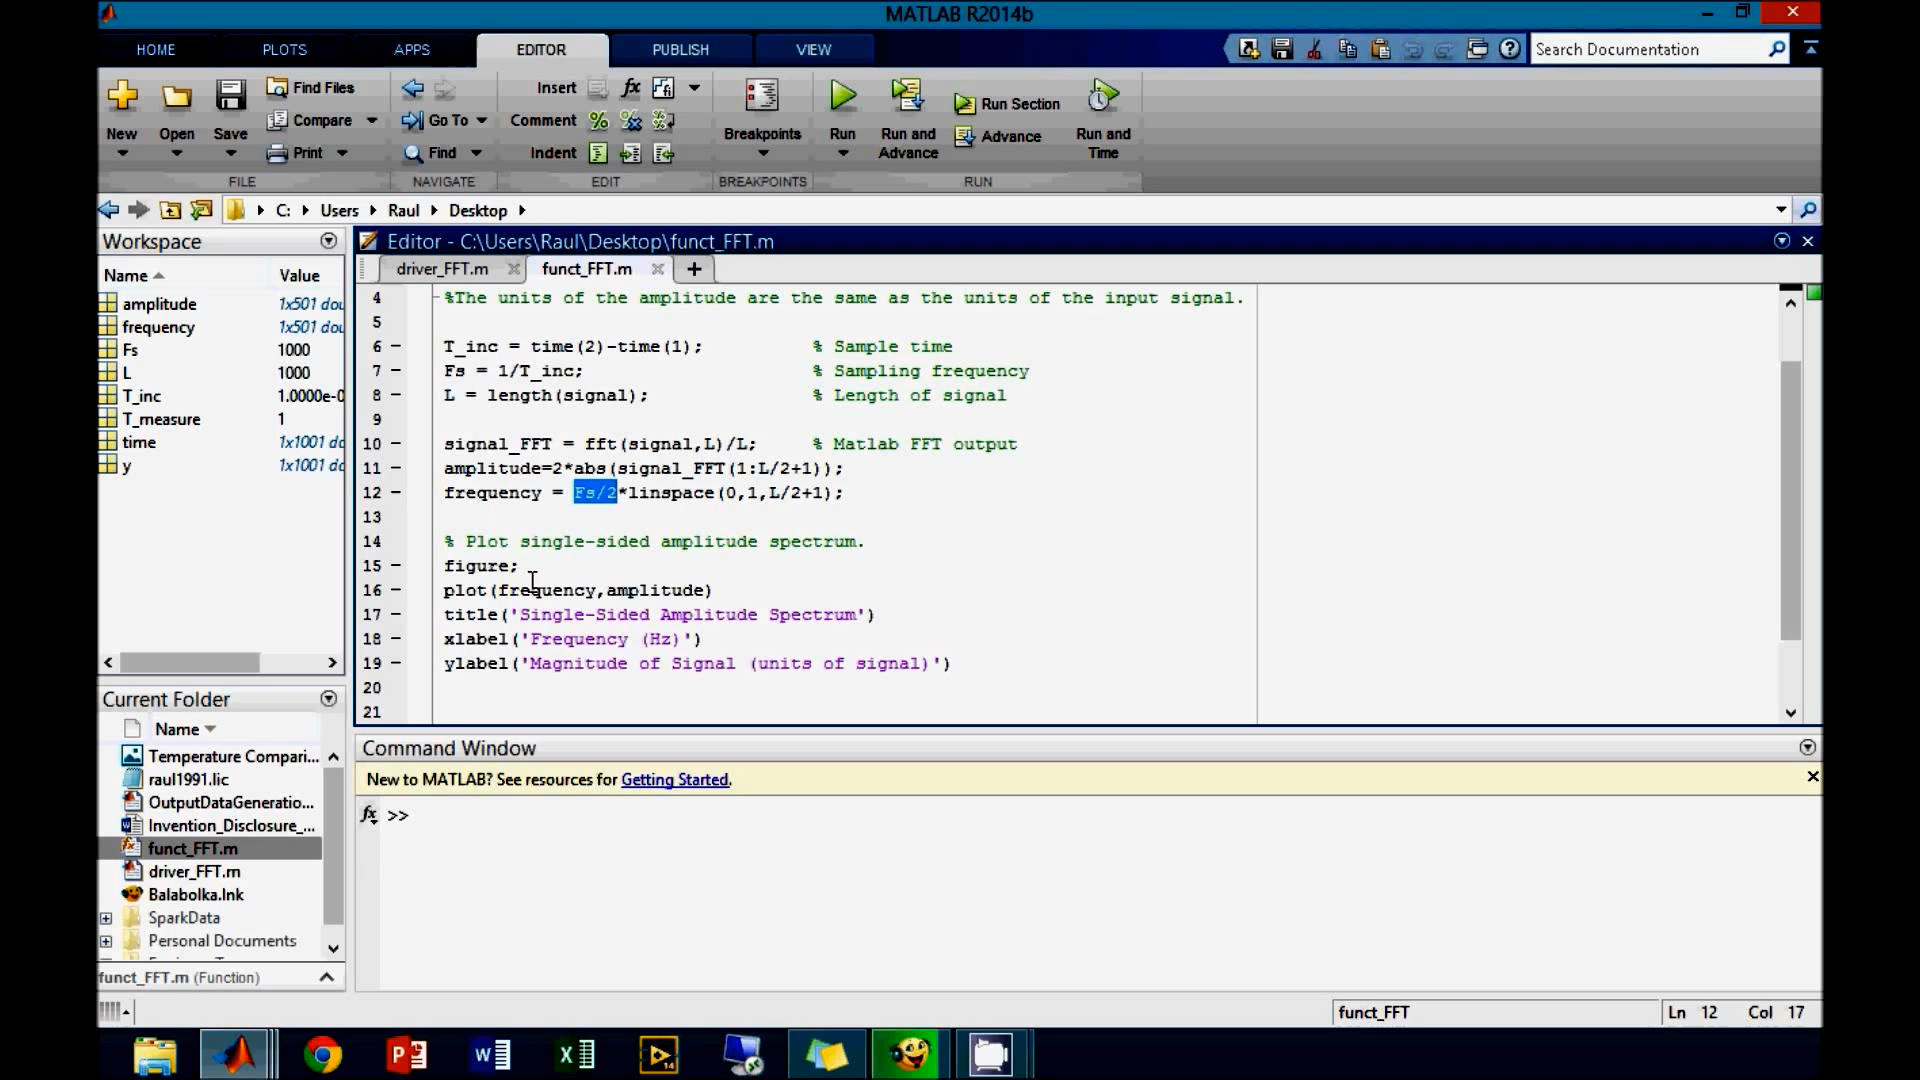 MATLAB R2014b
HOME PLOTS APPS EDITOR PUBLISH VIEW
Search Documentation
New Open Save Find Files Compare Print
Go To Find
Insert fx
Comment
Indent
Breakpoints
Run Run and Advance Run Section Advance Run and Time
FILE NAVIGATE EDIT BREAKPOINTS RUN
C: Users Raul Desktop
Workspace
Name Value
amplitude 1x501 dou
frequency 1x501 dou
Fs 1000
L 1000
T_inc 1.0000e-0
T_measure 1
time 1x1001 do
y 1x1001 do
Current Folder
Name
Temperature Compari...
raul1991.lic
OutputDataGeneratio...
Invention_Disclosure_...
funct_FFT.m
driver_FFT.m
Balabolka.lnk
SparkData
Personal Documents
funct_FFT.m (Function)
Editor - C:\Users\Raul\Desktop\funct_FFT.m
driver_FFT.m funct_FFT.m
4 %The units of the amplitude are the same as the units of the input signal.
5
6 T_inc = time(2)-time(1); % Sample time
7 Fs = 1/T_inc; % Sampling frequency
8 L = length(signal); % Length of signal
9
10 signal_FFT = fft(signal,L)/L; % Matlab FFT output
11 amplitude=2*abs(signal_FFT(1:L/2+1));
12 frequency = Fs/2*linspace(0,1,L/2+1);
13
14 % Plot single-sided amplitude spectrum.
15 figure;
16 plot(frequency,amplitude)
17 title('Single-Sided Amplitude Spectrum')
18 xlabel('Frequency (Hz)')
19 ylabel('Magnitude of Signal (units of signal)')
20
21
Command Window
New to MATLAB? See resources for Getting Started.
fx >>
funct_FFT Ln 12 Col 17